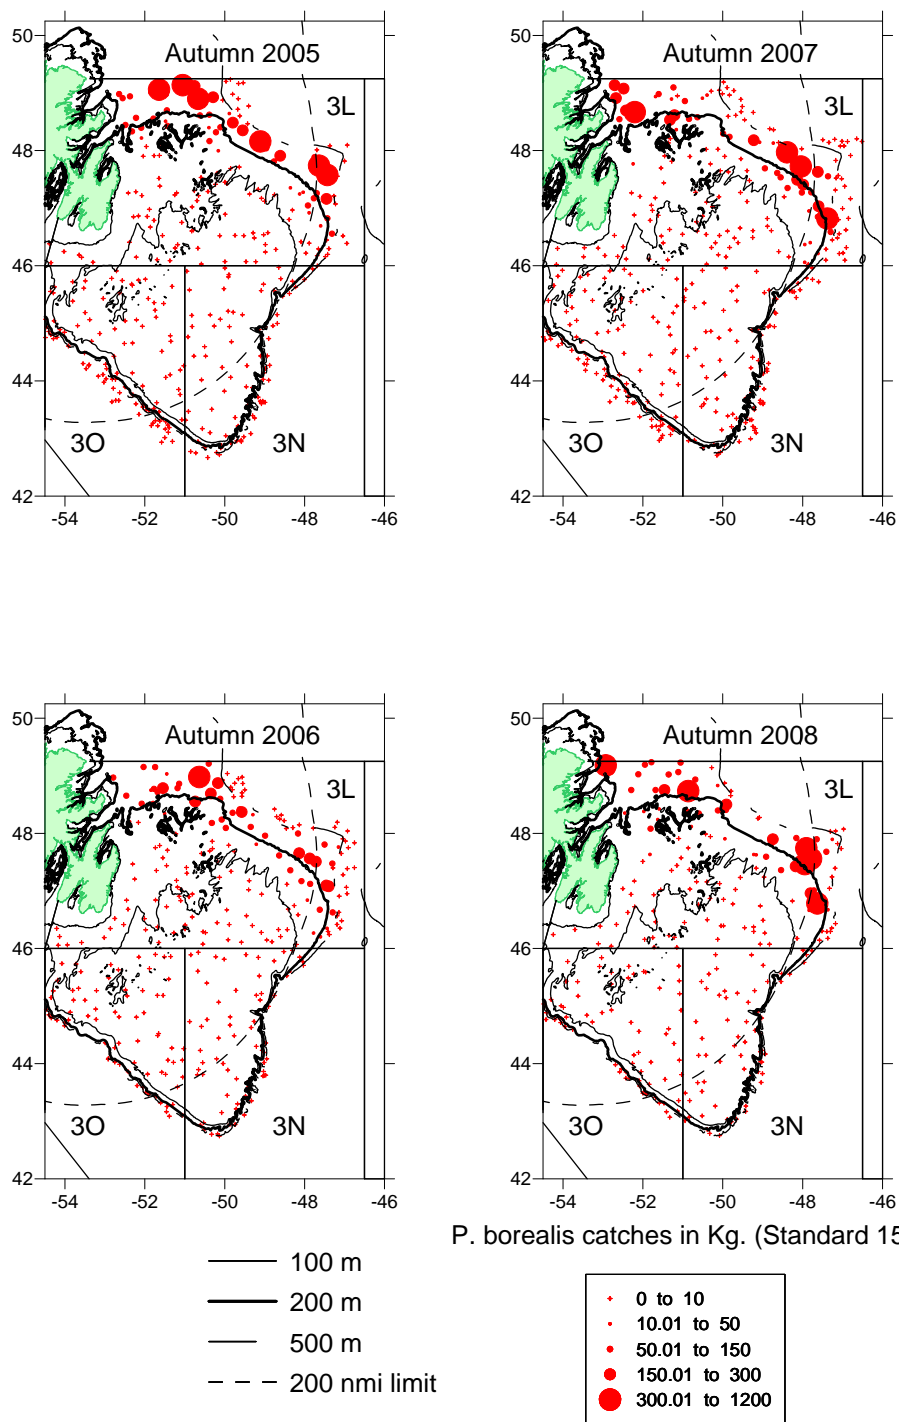 Autumn 2005
3L
3O
3N
50
48
46
44
42
-54
-52
-50
-48
-46
Autumn 2007
3L
3O
3N
50
48
46
44
42
-54
-52
-50
-48
-46
Autumn 2006
3L
3O
3N
50
48
46
44
42
-54
-52
-50
-48
-46
Autumn 2008
3L
3O
3N
50
48
46
44
42
-54
-52
-50
-48
-46
P. borealis catches in Kg. (Standard 15
100 m
200 m
500 m
200 nmi limit
0 to 10
10.01 to 50
50.01 to 150
150.01 to 300
300.01 to 1200